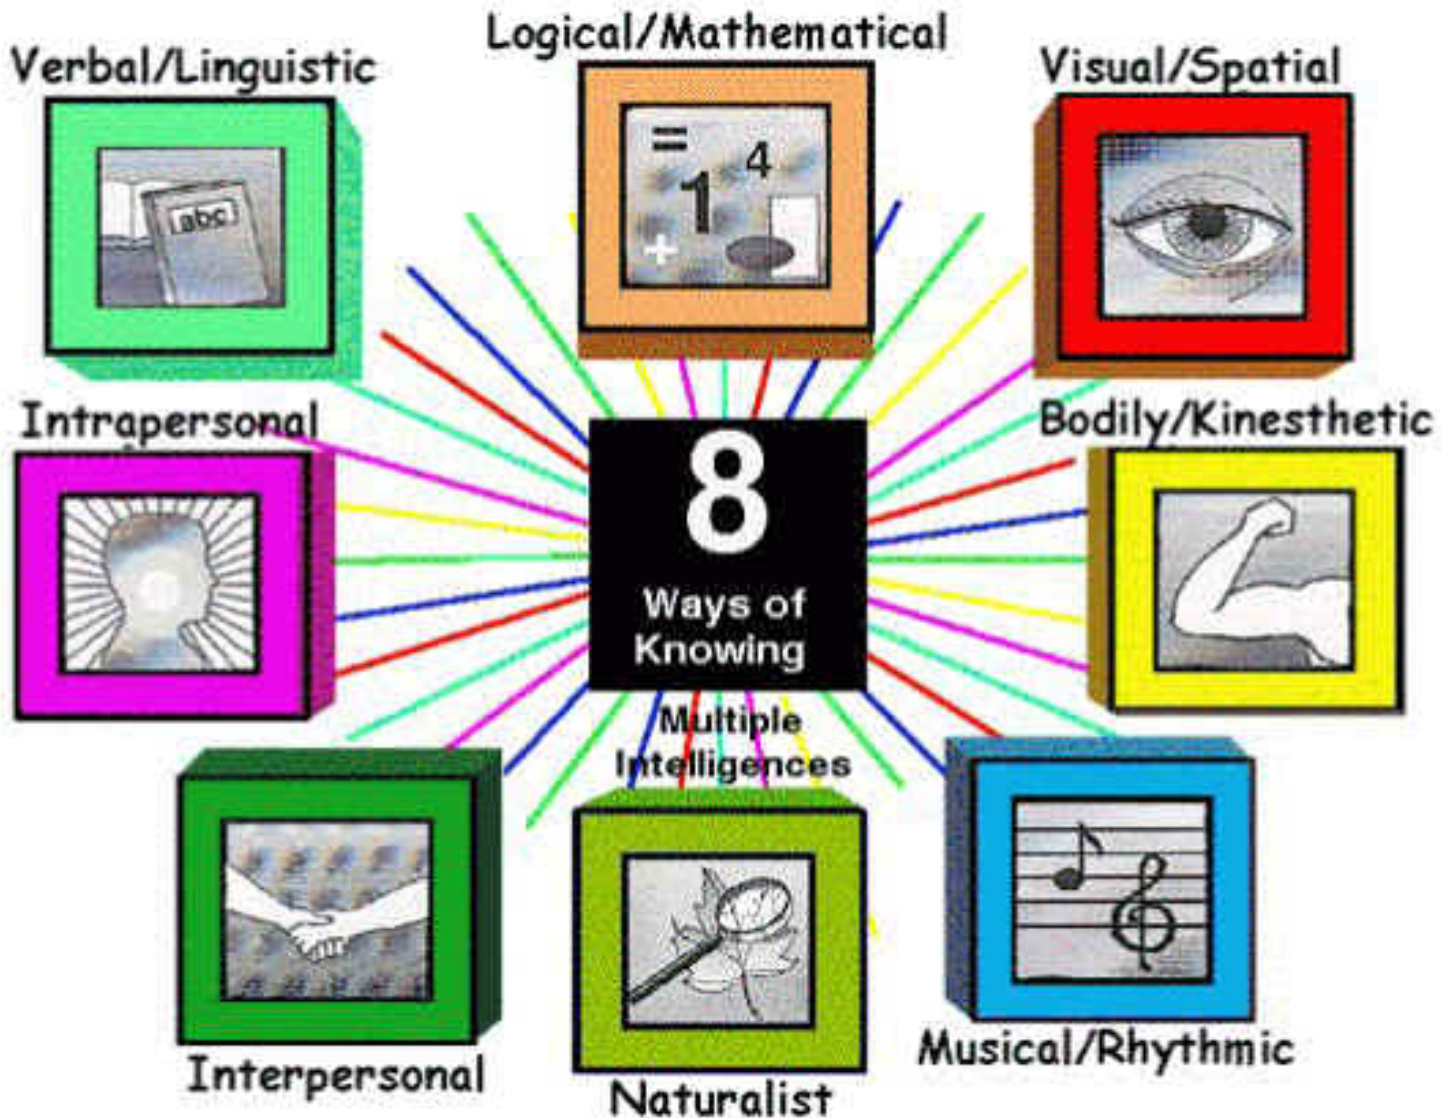 Logical/Mathematical
Verbal/Linguistic
Visual/Spatial
=
4
1
+
abc
Intrapersonal
Bodily/Kinesthetic
8
Ways of
Knowing
Multiple
Intelligences
Interpersonal
Naturalist
Musical/Rhythmic